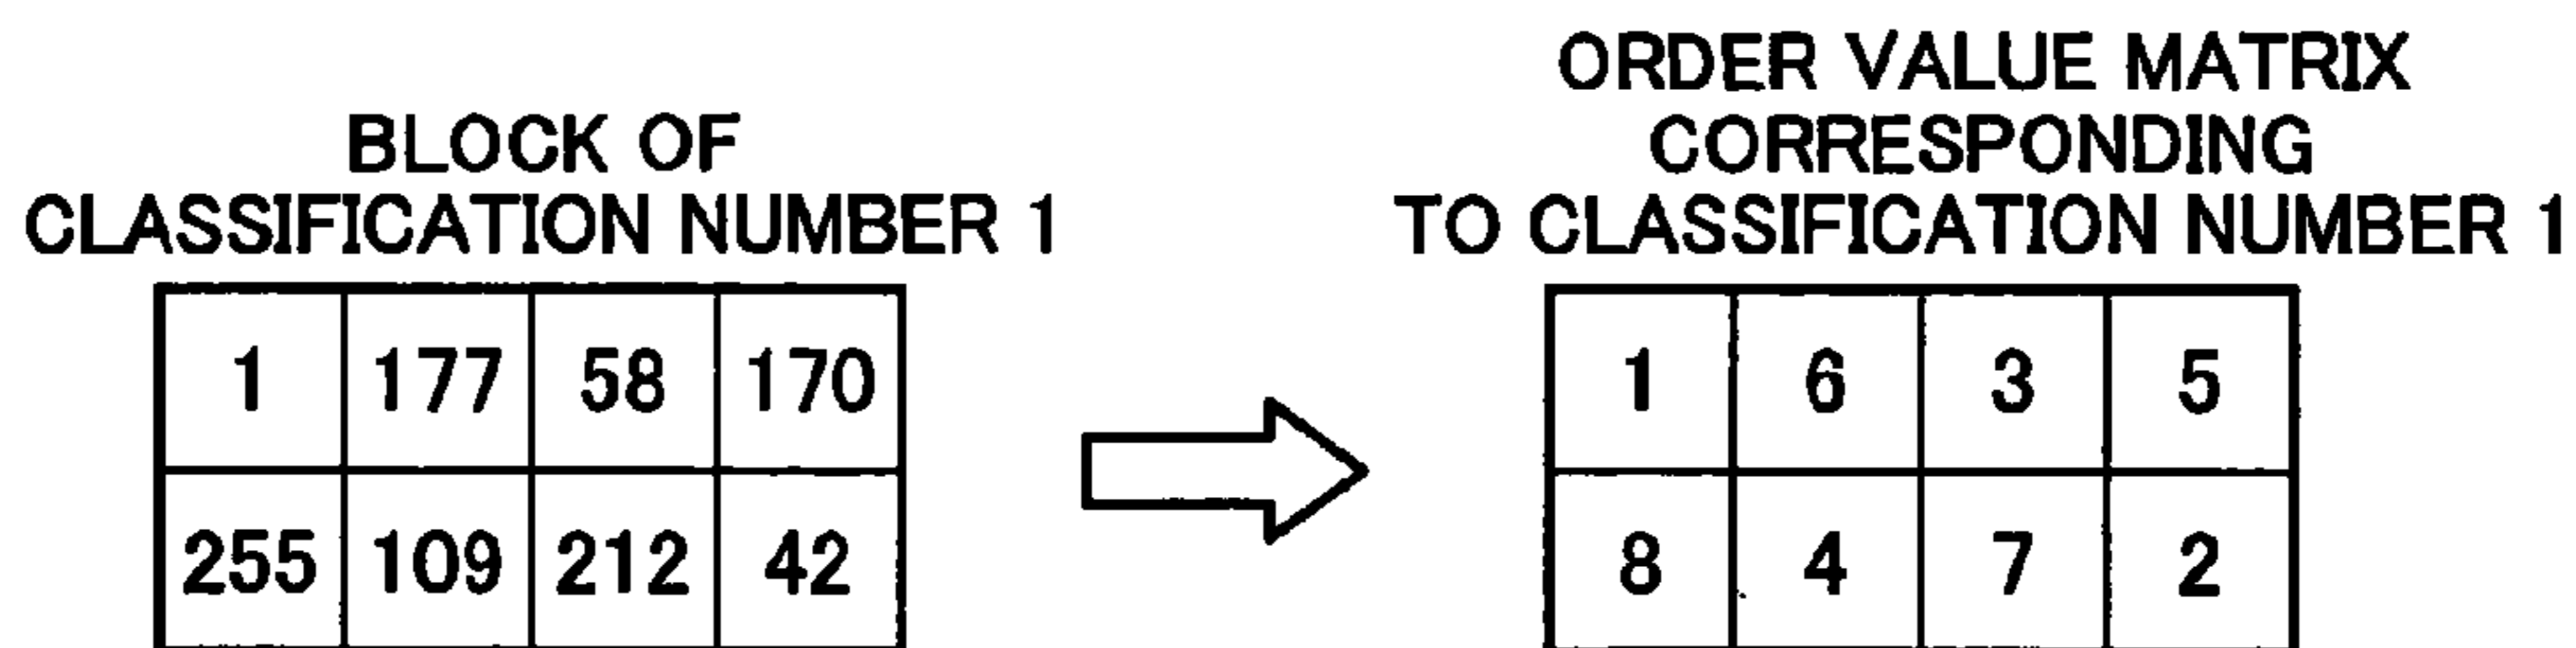 BLOCK OF
CLASSIFICATION NUMBER 1
1 177 58 170
255 109 212 42
ORDER VALUE MATRIX
CORRESPONDING
TO CLASSIFICATION NUMBER 1
1 6 3 5
8 4 7 2